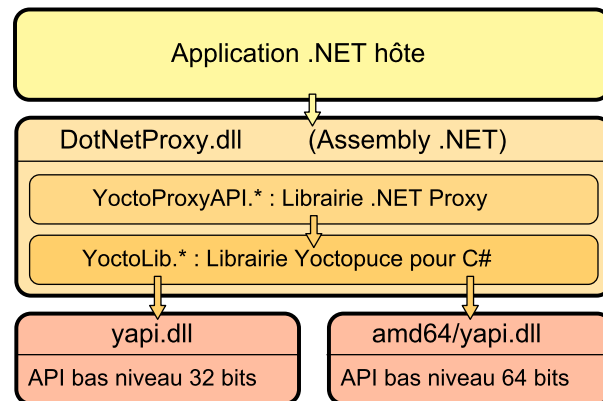 Application .NET hôte
DotNetProxy.dll (Assembly .NET)
YoctoProxyAPI.* : Librairie .NET Proxy
YoctoLib.* : Librairie Yoctopuce pour C#
yapi.dll
API bas niveau 32 bits
amd64/yapi.dll
API bas niveau 64 bits